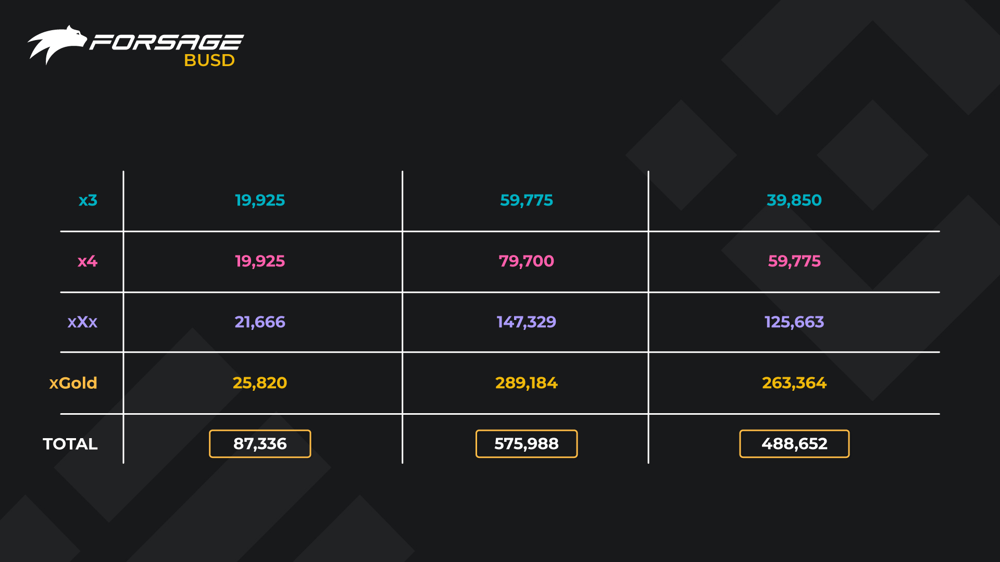 FORSAGE
BUSD
x3 19,925 59,775 39,850
x4 19,925 79,700 59,775
xXx 21,666 147,329 125,663
xGold 25,820 289,184 263,364
TOTAL 87,336 575,988 488,652